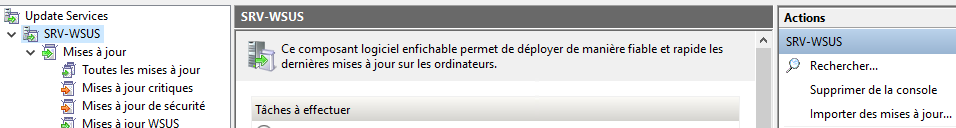 Update Services
SRV-WSUS
Mises à jour
Toutes les mises à jour
Mises à jour critiques
Mises à jour de sécurité
Mises à jour WSUS
SRV-WSUS
Ce composant logiciel enfichable permet de déployer de manière fiable et rapide les
dernières mises à jour sur les ordinateurs.
Tâches à effectuer
Actions
SRV-WSUS
Rechercher...
Supprimer de la console
Importer des mises à jour...